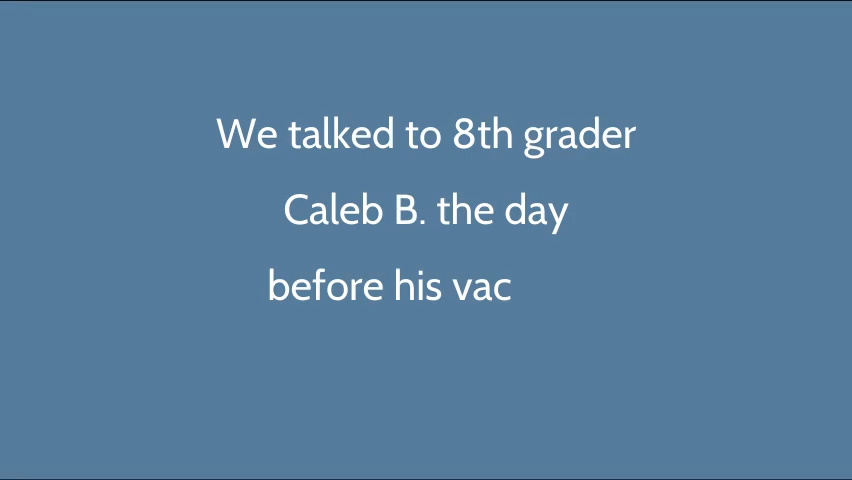 We talked to 8th grader
Caleb B. the day
before his vac